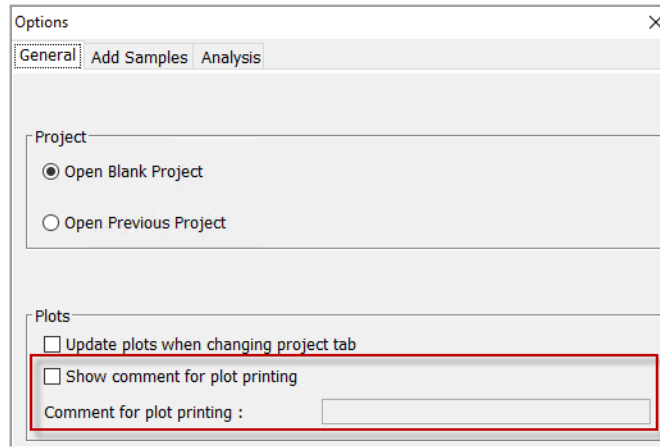 Options
General Add Samples Analysis
Project
Open Blank Project
Open Previous Project
Plots
Update plots when changing project tab
Show comment for plot printing
Comment for plot printing :